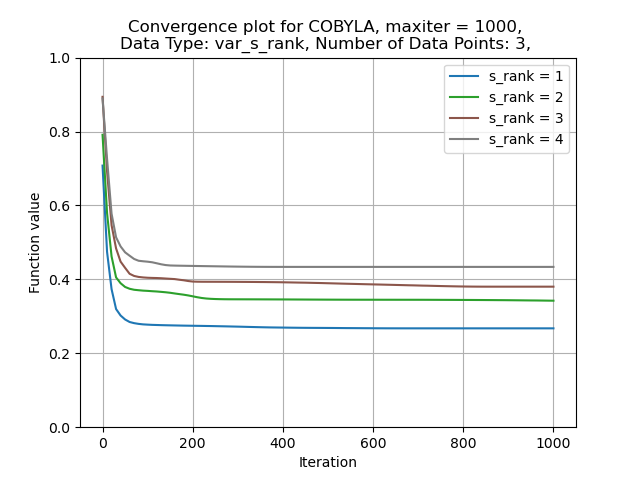 Convergence plot for COBYLA, maxiter = 1000,
Data Type: var_s_rank, Number of Data Points: 3,
1.0
0.8
0.6
0.4
0.2
0.0
Function value
s_rank = 1
s_rank = 2
s_rank = 3
s_rank = 4
0 200 400 600 800 1000
Iteration